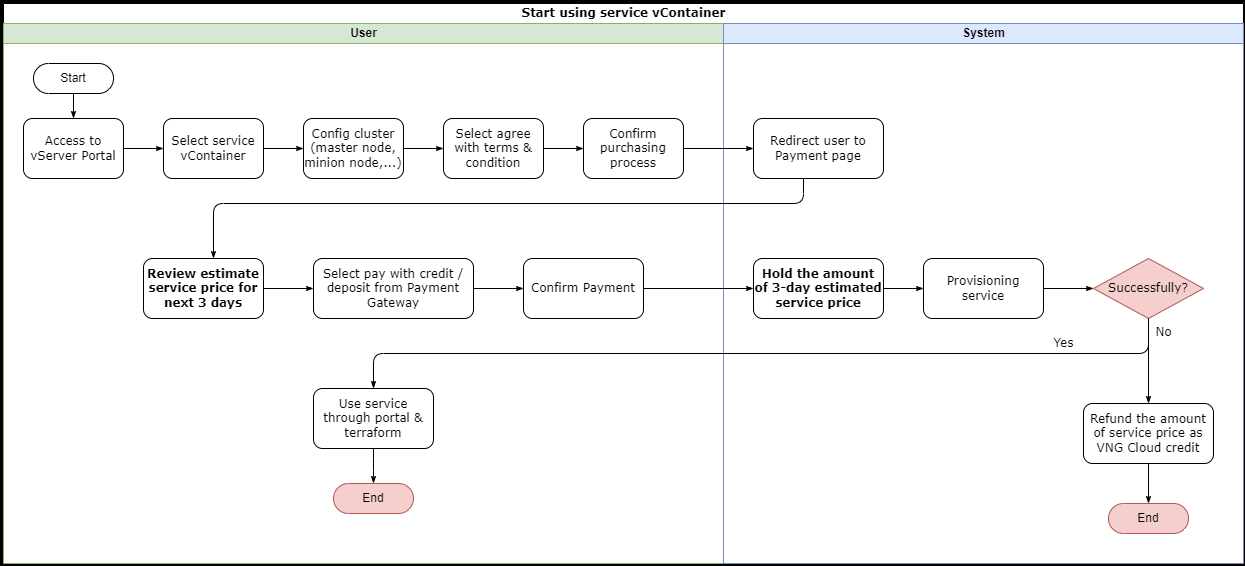 Start using service vContainer
User
System
Start
Access to
vServer Portal
Select service
vContainer
Config cluster
(master node,
minion node,...)
Select agree
with terms &
condition
Confirm
purchasing
process
Redirect user to
Payment page
Review estimate
service price for
next 3 days
Select pay with credit /
deposit from Payment
Gateway
Confirm Payment
Hold the amount
of 3-day estimated
service price
Provisioning
service
Successfully?
No
Yes
Use service
through portal &
terraform
End
Refund the amount
of service price as
VNG Cloud credit
End